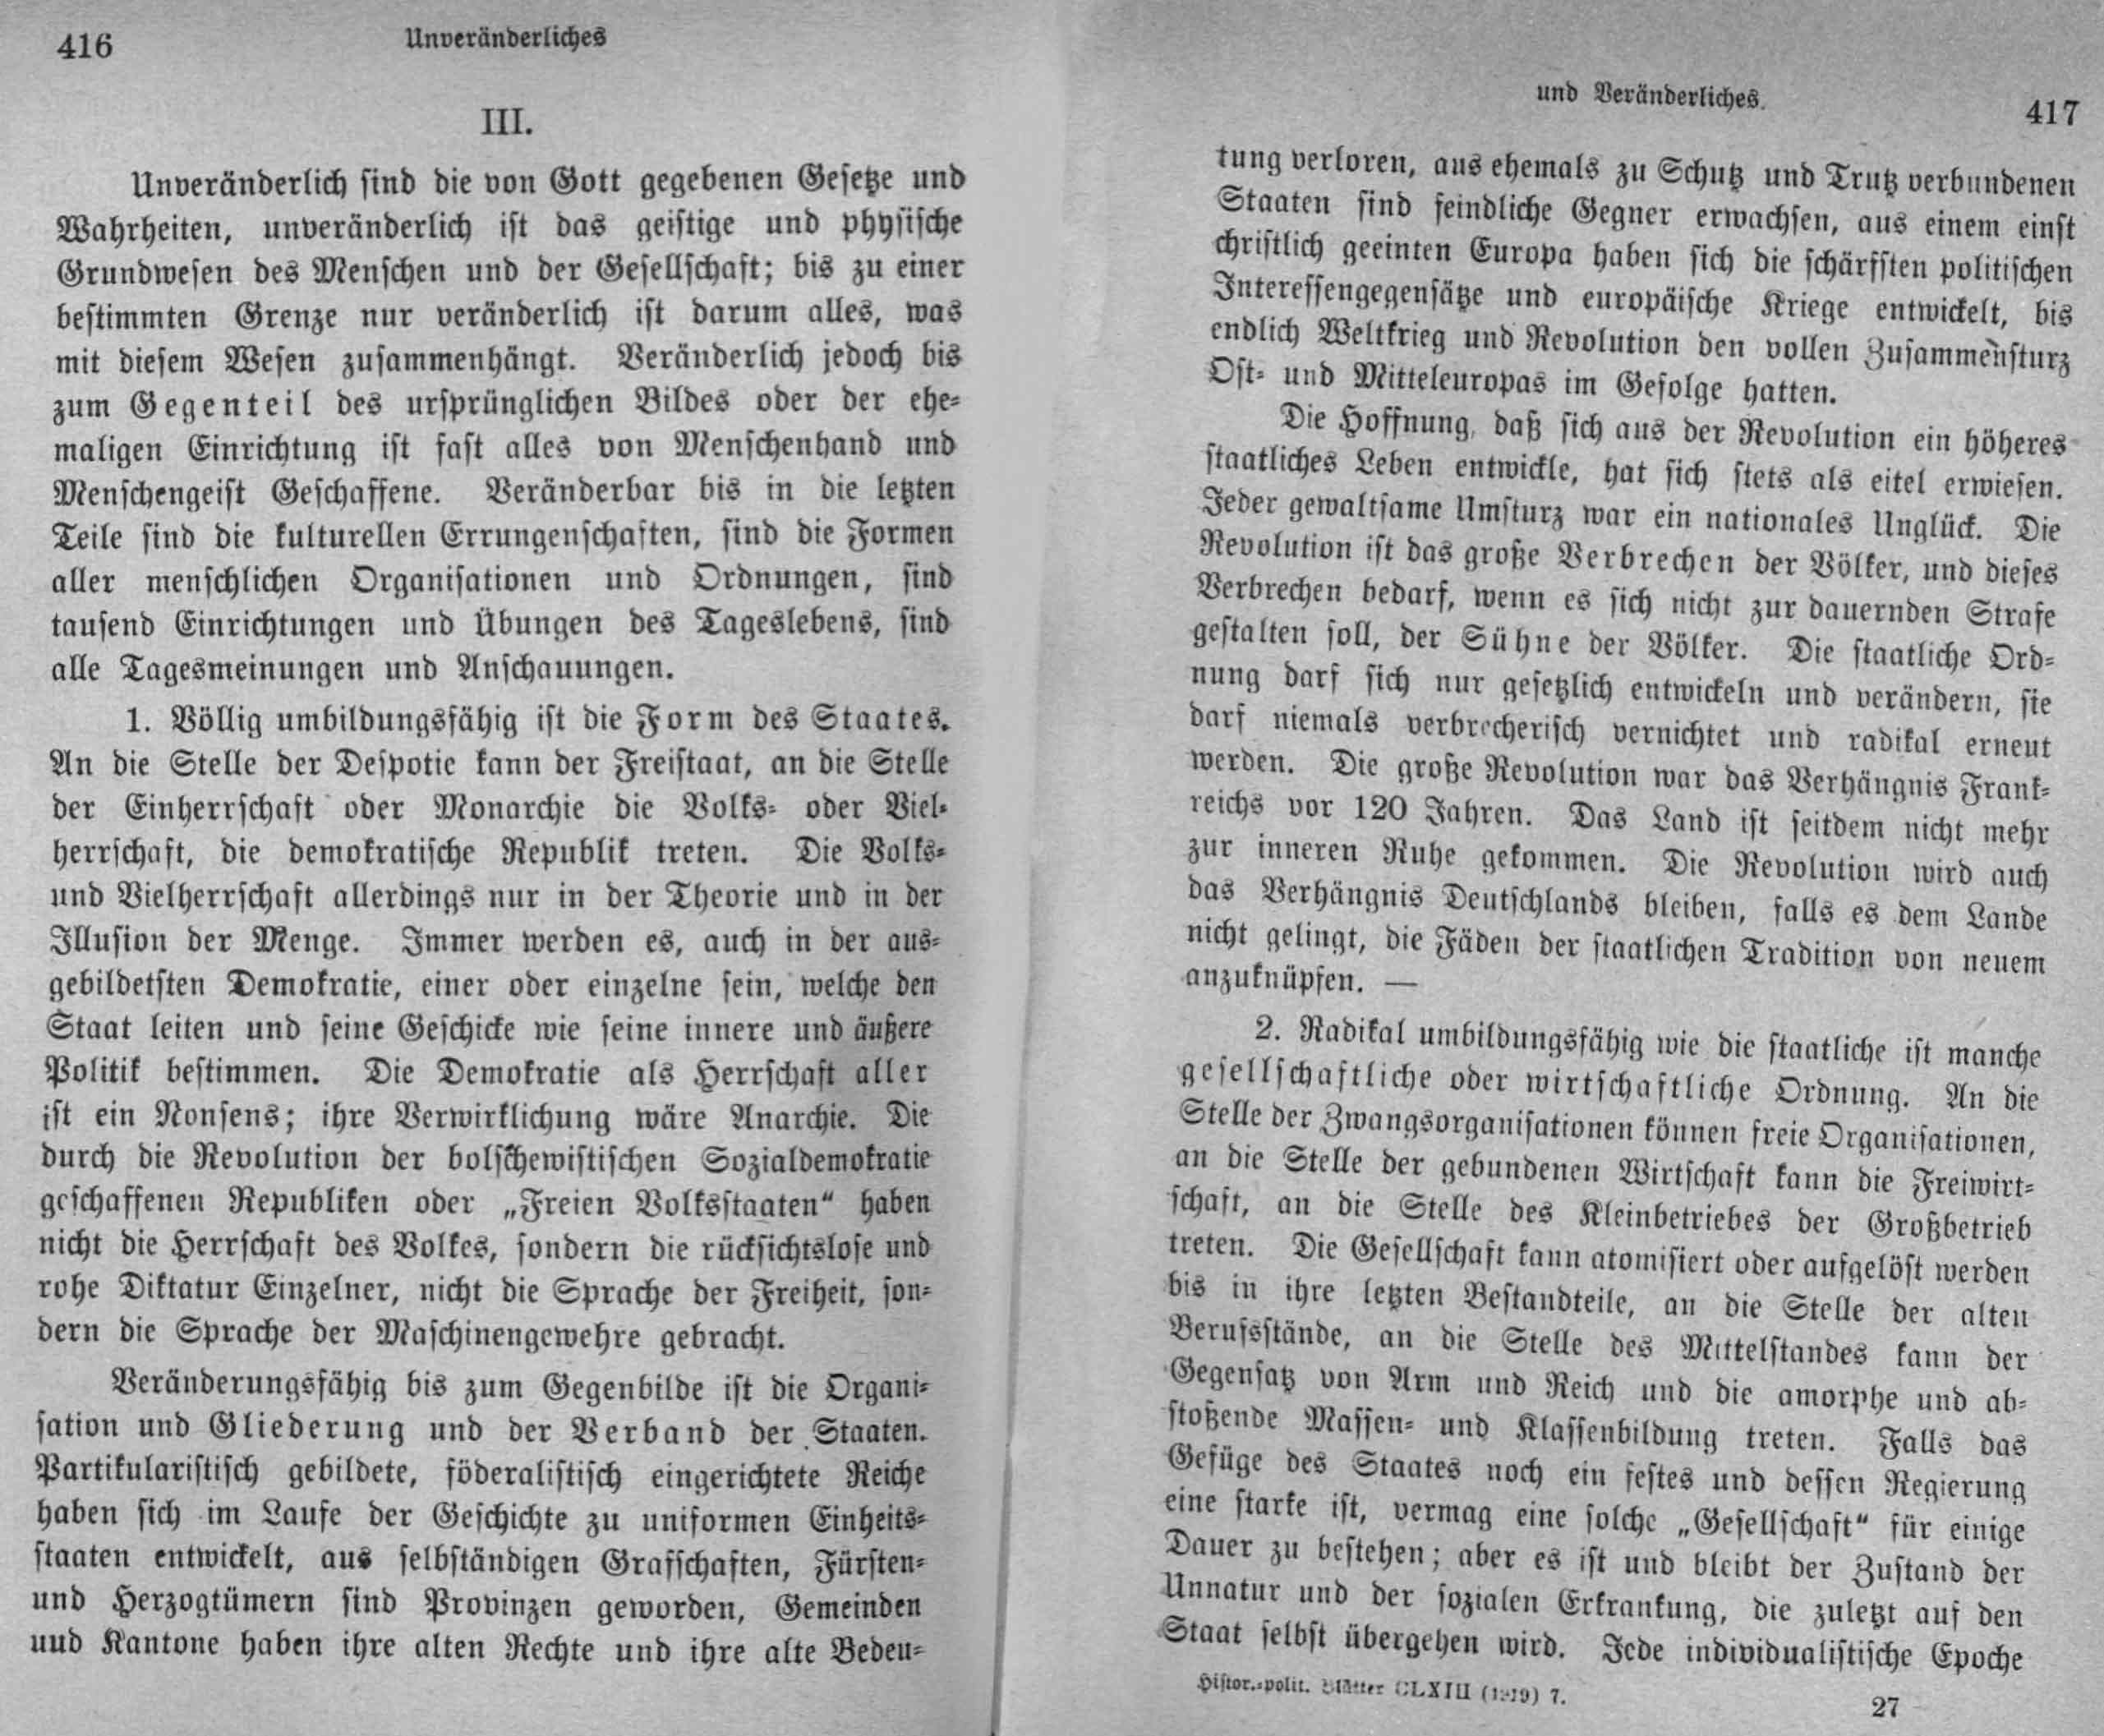 416
Unveränderliches
III.
Unveränderlich sind die von Gott gegebenen Gesetze und
Wahrheiten, unveränderlich ist das geistige und physische
Grundwesen des Menschen und der Gesellschaft; bis zu einer
bestimmten Grenze nur veränderlich ist darum alles, was
mit diesem Wesen zusammenhängt. Veränderlich jedoch bis
zum Gegenteil des ursprünglichen Bildes oder der ehe-
maligen Einrichtung ist fast alles von Menschenhand und
Menschengeist Geschaffene. Veränderbar bis in die letzten
Teile sind die kulturellen Errungenschaften, sind die Formen
aller menschlichen Organisationen und Ordnungen, sind
tausend Einrichtungen und Übungen des Tageslebens, sind
alle Tagesmeinungen und Anschauungen.
1. Völlig umbildungsfähig ist die Form des Staates.
An die Stelle der Despotie kann der Freistaat, an die Stelle
der Einherrschaft oder Monarchie die Volks- oder Viel-
herrschaft, die demokratische Republik treten. Die Volks-
und Vielherrschaft allerdings nur in der Theorie und in der
Illusion der Menge. Immer werden es, auch in der aus-
gebildetsten Demokratie, einer oder einzelne sein, welche den
Staat leiten und seine Geschicke wie seine innere und äußere
Politik bestimmen. Die Demokratie als Herrschaft aller
ist ein Nonsens; ihre Verwirklichung wäre Anarchie. Die
durch die Revolution der bolschewistischen Sozialdemokratie
geschaffenen Republiken oder „Freien Volksstaaten“ haben
nicht die Herrschaft des Volkes, sondern die rücksichtslose und
rohe Diktatur Einzelner, nicht die Sprache der Freiheit, son-
dern die Sprache der Maschinengewehre gebracht.
Veränderungsfähig bis zum Gegenbilde ist die Organi-
sation und Gliederung und der Verband der Staaten.
Partikularistisch gebildete, föderalistisch eingerichtete Reiche
haben sich im Laufe der Geschichte zu uniformen Einheits-
staaten entwickelt, aus selbständigen Grafschaften, Fürsten-
und Herzogtümern sind Provinzen geworden, Gemeinden
uud Kantone haben ihre alten Rechte und ihre alte Bedeu-
und Veränderliches.
417
tung verloren, aus ehemals zu Schutz und Trutz verbundenen
Staaten sind feindliche Gegner erwachsen, aus einem einst
christlich geeinten Europa haben sich die schärfsten politischen
Interessengegensätze und europäische Kriege entwickelt, bis
endlich Weltkrieg und Revolution den vollen Zusammensturz
Ost- und Mitteleuropas im Gefolge hatten.
Die Hoffnung, daß sich aus der Revolution ein höheres
staatliches Leben entwickle, hat sich stets als eitel erwiesen.
Jeder gewaltsame Umsturz war ein nationales Unglück. Die
Revolution ist das große Verbrechen der Völker, und dieses
Verbrechen bedarf, wenn es sich nicht zur dauernden Strafe
gestalten soll, der Sühne der Völker. Die staatliche Ord-
nung darf sich nur gesetzlich entwickeln und verändern, sie
darf niemals verbrecherisch vernichtet und radikal erneut
werden. Die große Revolution war das Verhängnis Frank-
reichs vor 120 Jahren. Das Land ist seitdem nicht mehr
zur inneren Ruhe gekommen. Die Revolution wird auch
das Verhängnis Deutschlands bleiben, falls es dem Lande
nicht gelingt, die Fäden der staatlichen Tradition von neuem
anzuknüpfen. —
2. Radikal umbildungsfähig wie die staatliche ist manche
gesellschaftliche oder wirtschaftliche Ordnung. An die
Stelle der Zwangsorganisationen können freie Organisationen,
an die Stelle der gebundenen Wirtschaft kann die Freiwirt-
schaft, an die Stelle des Kleinbetriebes der Großbetrieb
treten. Die Gesellschaft kann atomisiert oder aufgelöst werden
bis in ihre letzten Bestandteile, an die Stelle der alten
Berufsstände, an die Stelle des Mittelstandes kann der
Gegensatz von Arm und Reich und die amorphe und ab-
stoßende Massen- und Klassenbildung treten. Falls das
Gefüge des Staates noch ein festes und dessen Regierung
eine starke ist, vermag eine solche „Gesellschaft“ für einige
Dauer zu bestehen; aber es ist und bleibt der Zustand der
Unnatur und der sozialen Erkrankung, die zuletzt auf den
Staat selbst übergehen wird. Jede individualistische Epoche
Histor.-polit. Blätter CLXIII (1919) 7.
27